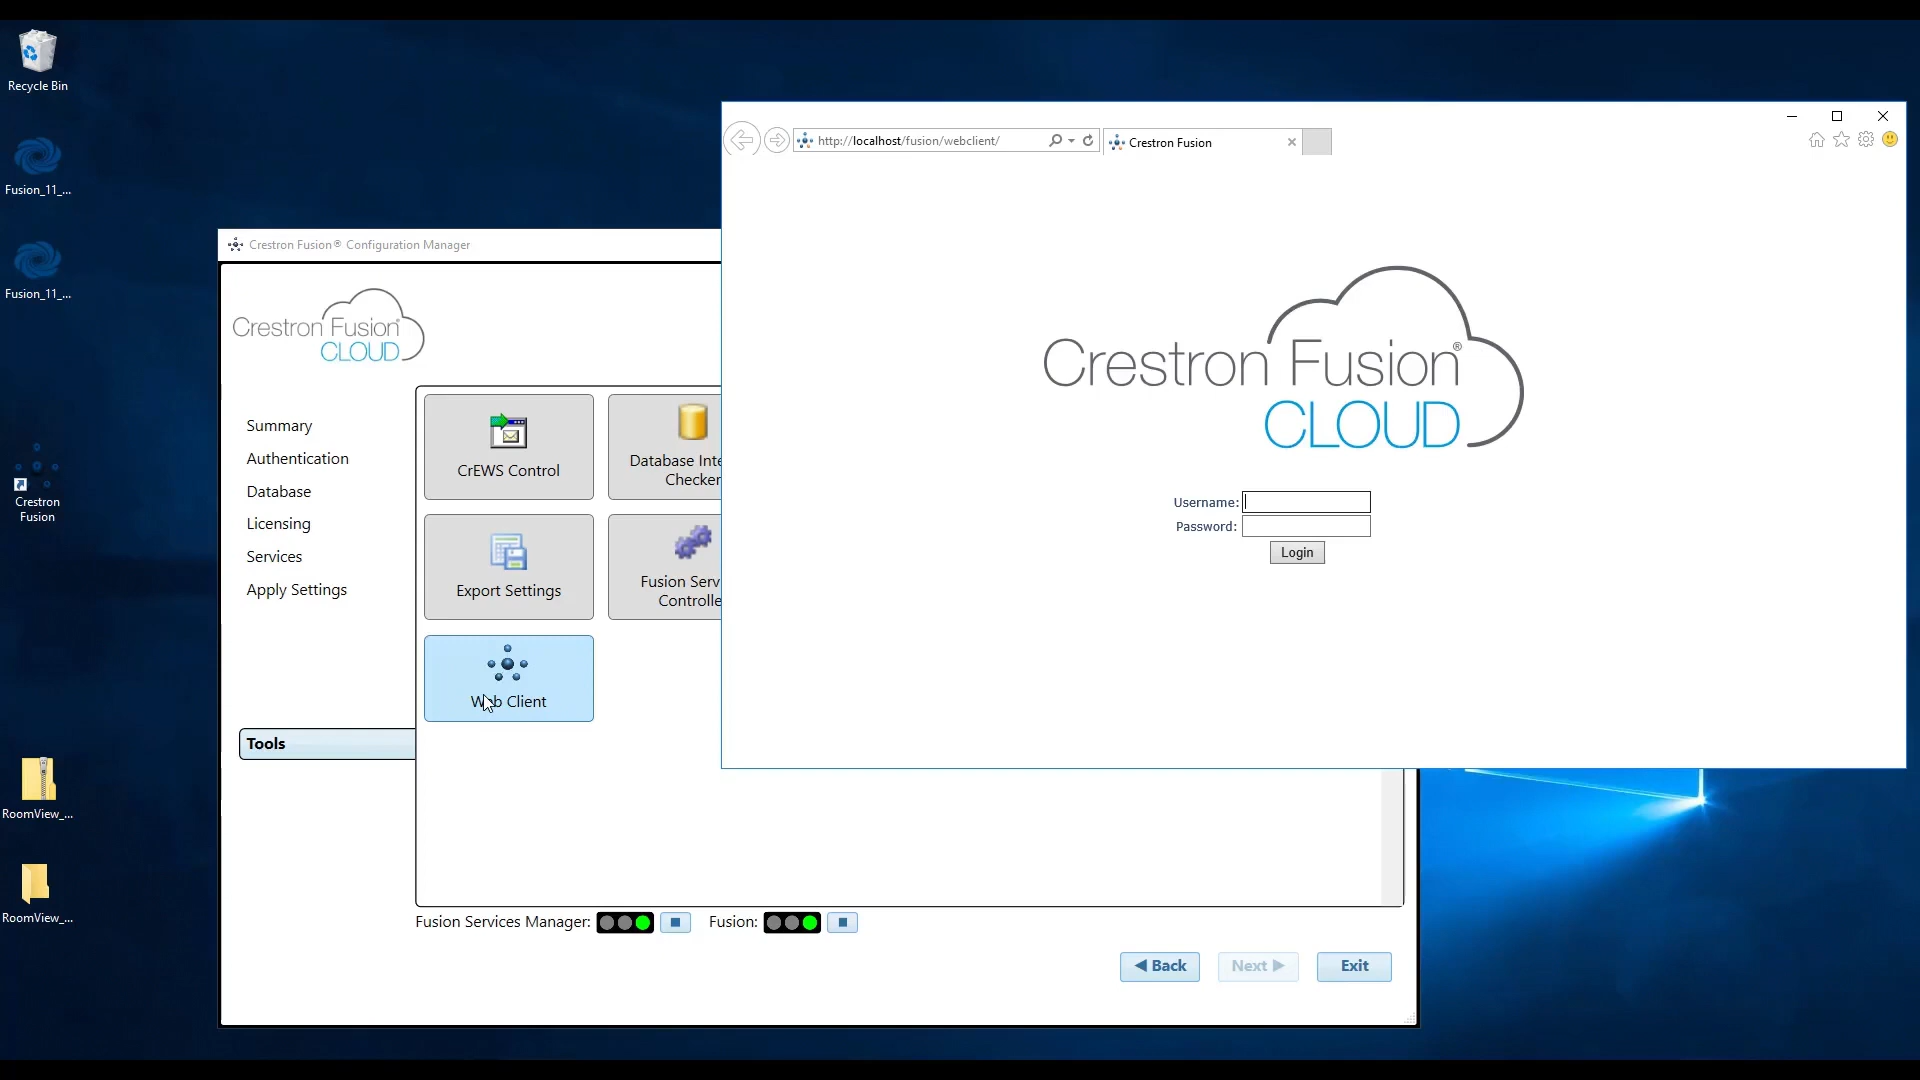 Recycle Bin
Fusion_11_...
Fusion_11_...
Crestron
Fusion
RoomView_...
RoomView_...
Crestron Fusion® Configuration Manager
Crestron Fusion®
CLOUD
Summary
Authentication
Database
Licensing
Services
Apply Settings
Tools
CrEWS Control
Database Inte
Checker
Export Settings
Fusion Serv
Controlle
Web Client
Fusion Services Manager:
Fusion:
Back
Next
Exit
http://localhost/fusion/webclient/
Crestron Fusion
Crestron Fusion®
CLOUD
Username:
Password:
Login